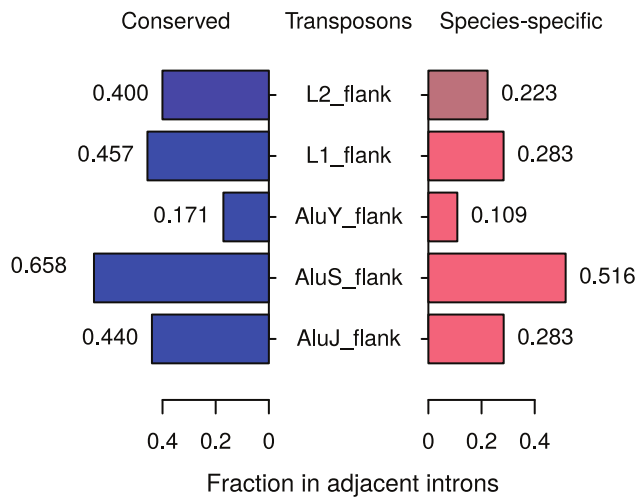 Conserved Transposons Species-specific
0.400 L2_flank 0.223
0.457 L1_flank 0.283
0.171 AluY_flank 0.109
0.658 AluS_flank 0.516
0.440 AluJ_flank 0.283
0.4 0.2 0 0 0.2 0.4
Fraction in adjacent introns